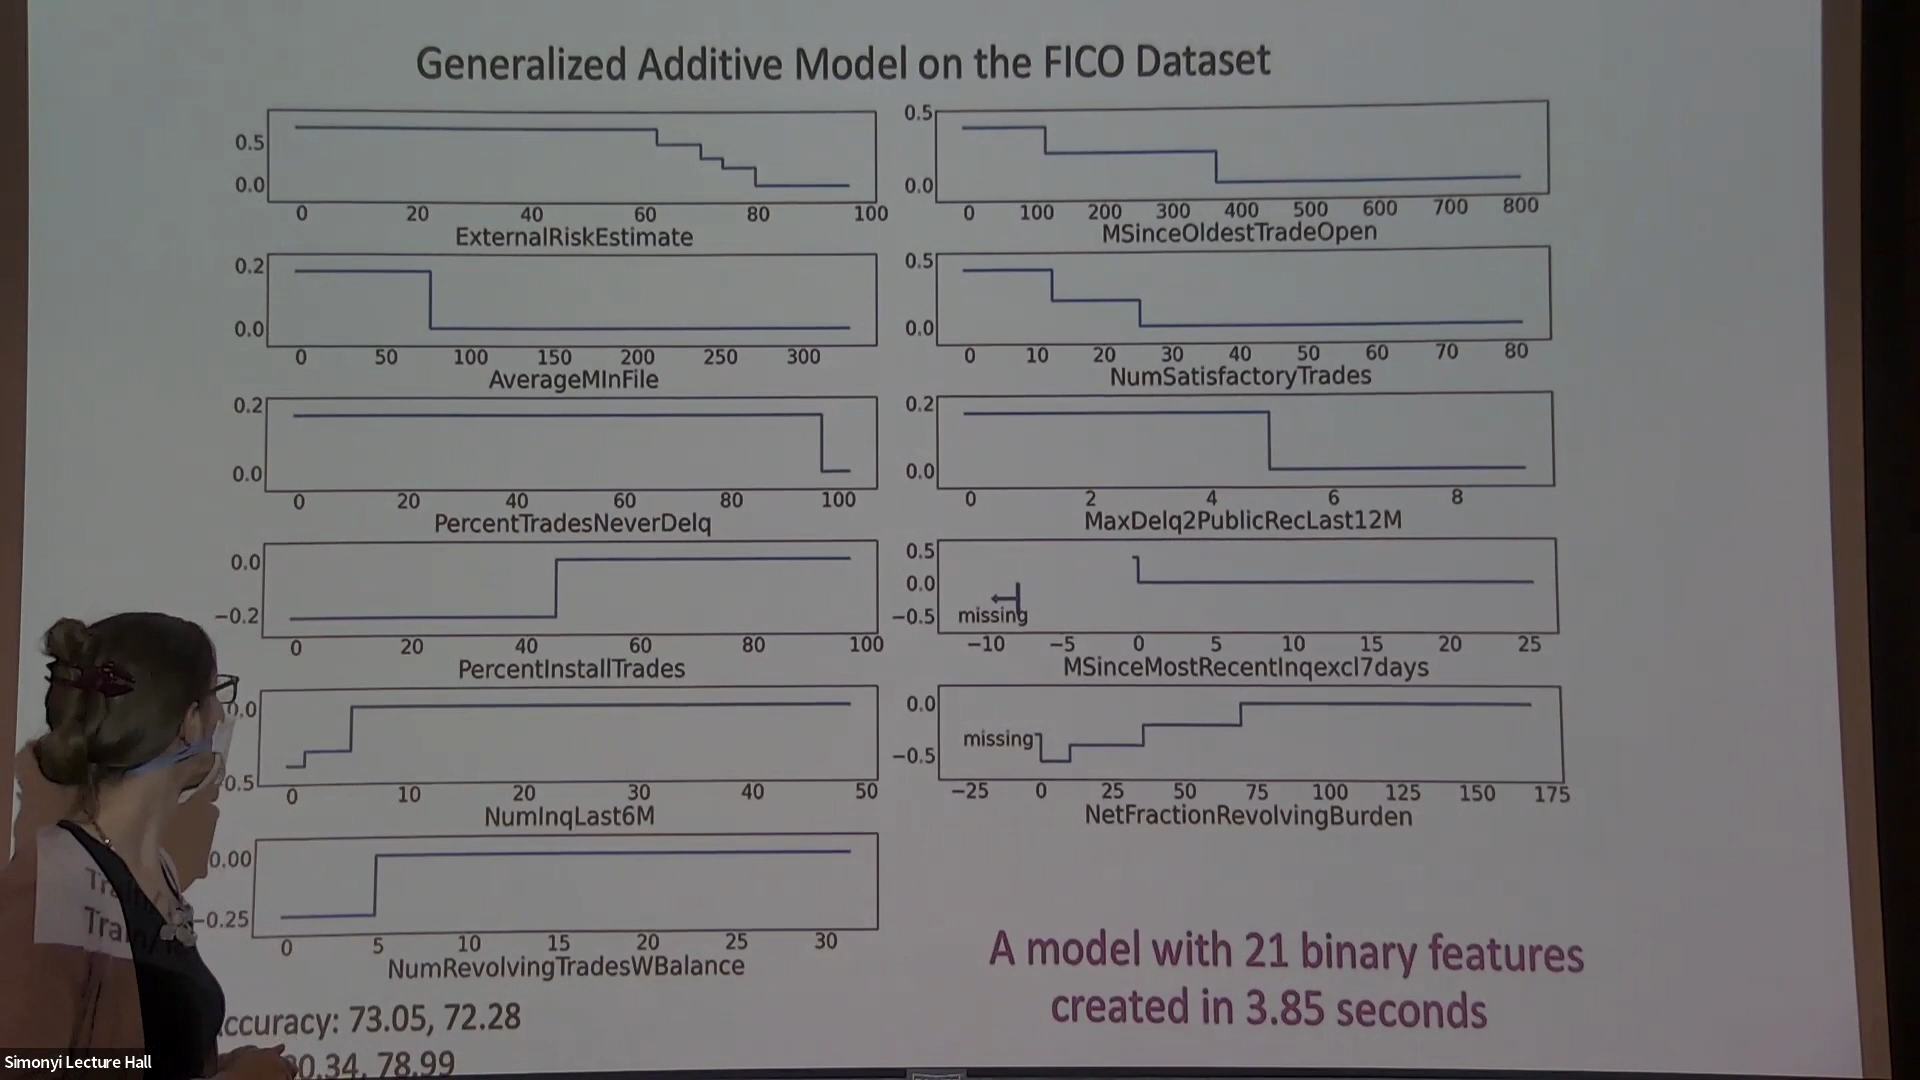 Generalized Additive Model on the FICO Dataset
0.5
0.0
0 20 40 60 80 100
ExternalRiskEstimate
0.5
0.0
0 100 200 300 400 500 600 700 800
MSinceOldestTradeOpen
0.2
0.0
0 50 100 150 200 250 300
AverageMInFile
0.5
0.0
0 10 20 30 40 50 60 70 80
NumSatisfactoryTrades
0.2
0.0
0 20 40 60 80 100
PercentTradesNeverDelq
0.2
0.0
0 2 4 6 8
MaxDelq2PublicRecLast12M
0.0
−0.2
0 20 40 60 80 100
PercentInstallTrades
0.5
0.0
−0.5
missing
−10 −5 0 5 10 15 20 25
MSinceMostRecentInqexcl7days
0.0
0.5
0 10 20 30 40 50
NumInqLast6M
0.0
−0.5
missing
−25 0 25 50 75 100 125 150 175
NetFractionRevolvingBurden
0.00
−0.25
0 5 10 15 20 25 30
NumRevolvingTradesWBalance
A model with 21 binary features
created in 3.85 seconds
ccuracy: 73.05, 72.28
0.34, 78.99
Simonyi Lecture Hall